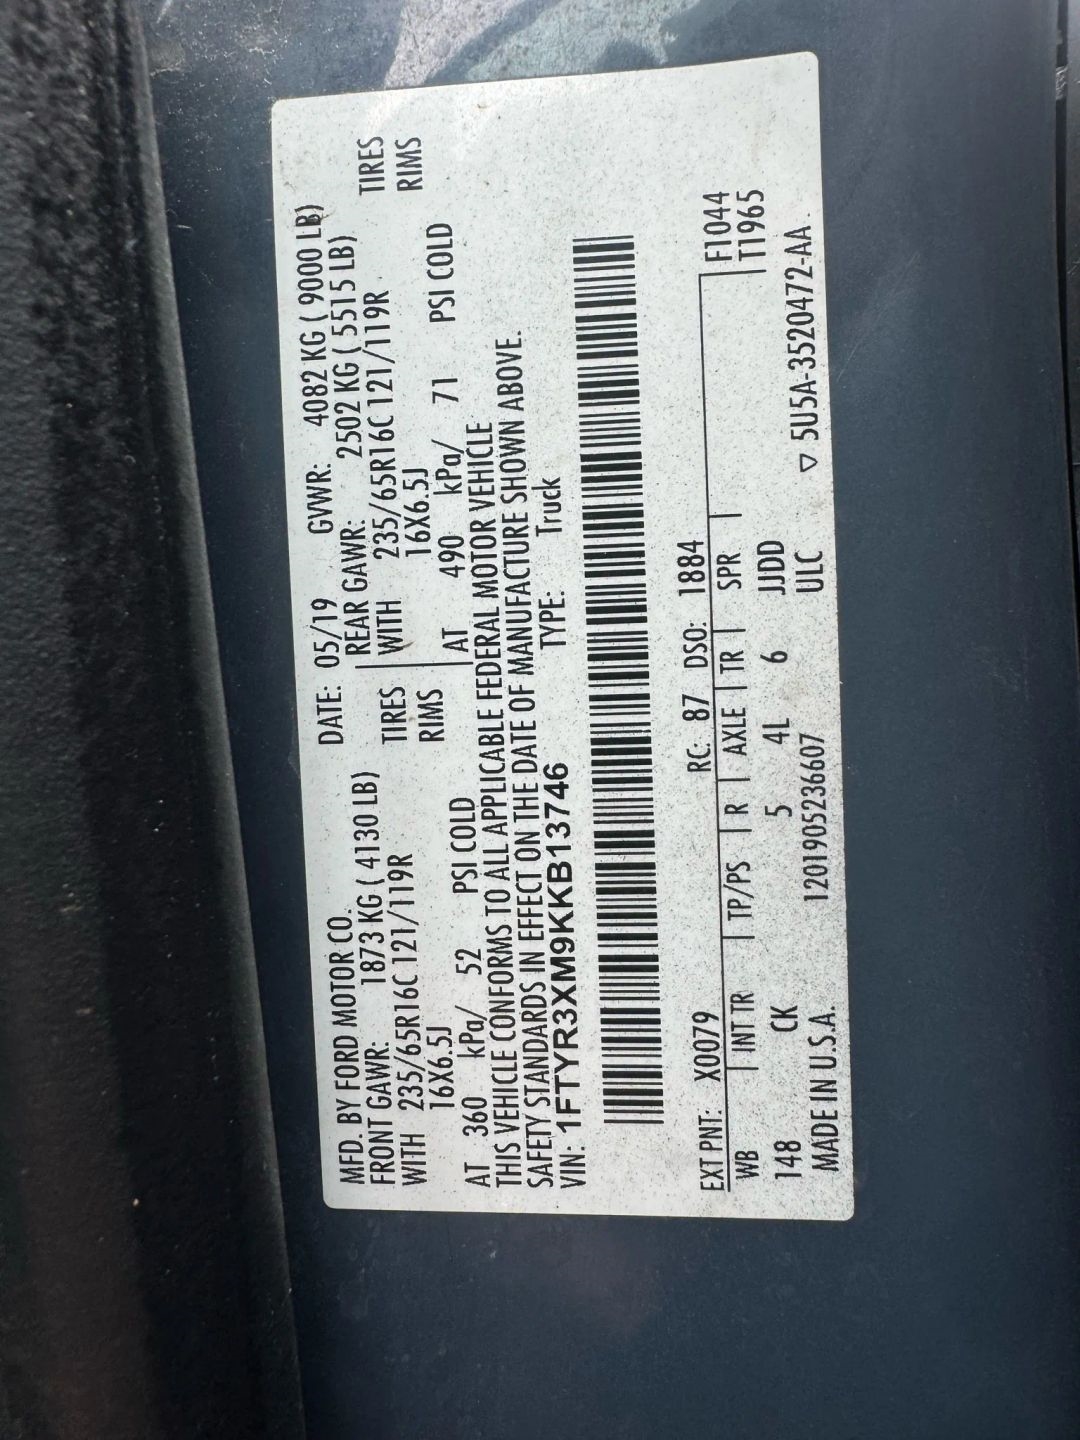 MFD. BY FORD MOTOR CO. DATE: 05/19 GVWR: 4082 KG ( 9000 LB)
FRONT GAWR: 1873 KG ( 4130 LB) REAR GAWR: 2502 KG ( 5515 LB)
WITH 235/65R16C 121/119R TIRES WITH 235/65R16C 121/119R TIRES
16X6.5J RIMS 16X6.5J RIMS
AT 360 kPa/ 52 PSI COLD AT 490 kPa/ 71 PSI COLD
THIS VEHICLE CONFORMS TO ALL APPLICABLE FEDERAL MOTOR VEHICLE
SAFETY STANDARDS IN EFFECT ON THE DATE OF MANUFACTURE SHOWN ABOVE.
VIN: 1FTYR3XM9KKB13746 TYPE: Truck
EXT PNT: X0079 RC: 87 DSO: 1884 F1044
WB INT TR TP/PS R AXLE TR SPR T1965
148 CK 5 4L 6 JJDD
MADE IN U.S.A. 1201905236607 ULC ▽ 5U5A-3520472-AA